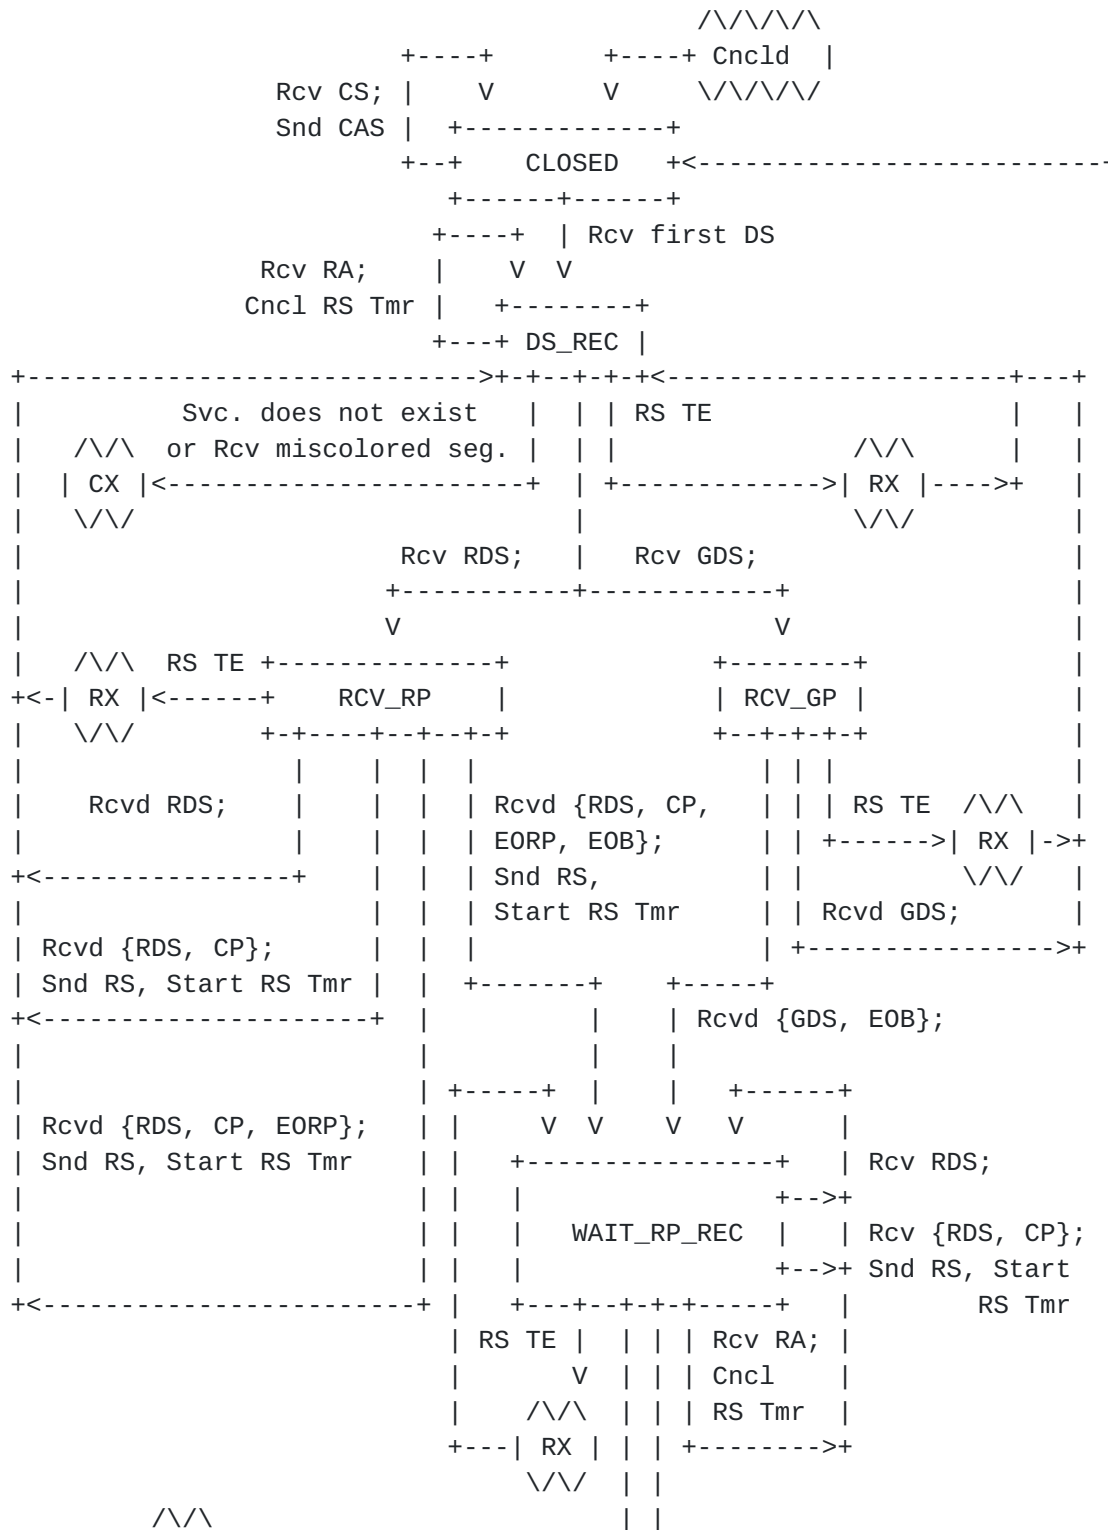 /\/\/\/\
+----+ +----+ Cncld |
Rcv CS; | V V \/\/\/\/
Snd CAS | +-------------+
+--+ CLOSED +<---------------------------+
+------+------+
+----+ | Rcv first DS
Rcv RA; | V V
Cncl RS Tmr | +--------+
+---+ DS_REC |
+----------------------------->+-+--+-+-+<----------------------+---+
| Svc. does not exist | | | RS TE | |
| /\/\ or Rcv miscolored seg. | | | /\/\ | |
| | CX |<-----------------------+ | +------------->| RX |---->+ |
| \/\/ | \/\/ |
| Rcv RDS; | Rcv GDS; |
| +-----------+------------+ |
| V V |
| /\/\ RS TE +--------------+ +--------+ |
+<-| RX |<------+ RCV_RP | | RCV_GP | |
| \/\/ +-+----+--+--+-+ +--+-+-+-+ |
| | | | | | | | |
| Rcvd RDS; | | | | Rcvd {RDS, CP, | | | RS TE /\/\ |
| | | | | EORP, EOB}; | | +------>| RX |->+
+<----------------+ | | | Snd RS, | | \/\/ |
| | | | Start RS Tmr | | Rcvd GDS; |
| Rcvd {RDS, CP}; | | | | +---------------->+
| Snd RS, Start RS Tmr | | +-------+ +-----+
+<---------------------+ | | | Rcvd {GDS, EOB};
| | | |
| | +-----+ | | +------+
| Rcvd {RDS, CP, EORP}; | | V V V V |
| Snd RS, Start RS Tmr | | +----------------+ | Rcv RDS;
| | | | +-->+
| | | | WAIT_RP_REC | | Rcv {RDS, CP};
| | | | +-->+ Snd RS, Start
+<------------------------+ | +---+--+-+-+-----+ | RS Tmr
| RS TE | | | | Rcv RA; |
| V | | | Cncl |
| /\/\ | | | RS Tmr |
+---| RX | | | +-------->+
\/\/ | |
/\/\ | |